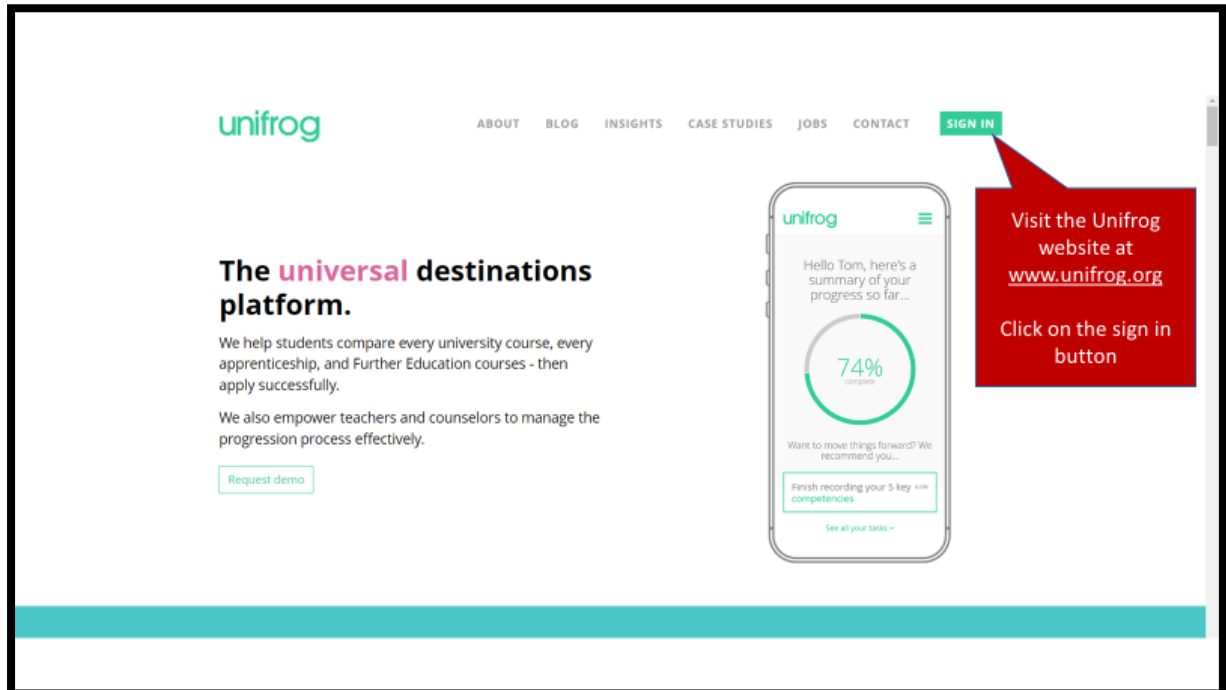 unifrog
ABOUT BLOG INSIGHTS CASE STUDIES JOBS CONTACT SIGN IN
The universal destinations
platform.
We help students compare every university course, every
apprenticeship, and Further Education courses - then
apply successfully.
We also empower teachers and counselors to manage the
progression process effectively.
Request demo
unifrog
Hello Tom, here's a
summary of your
progress so far...
74%
complete
Want to move things forward? We
recommend you...
Finish recording your 5 key
competencies
See all your tasks
Visit the Unifrog
website at
www.unifrog.org
Click on the sign in
button